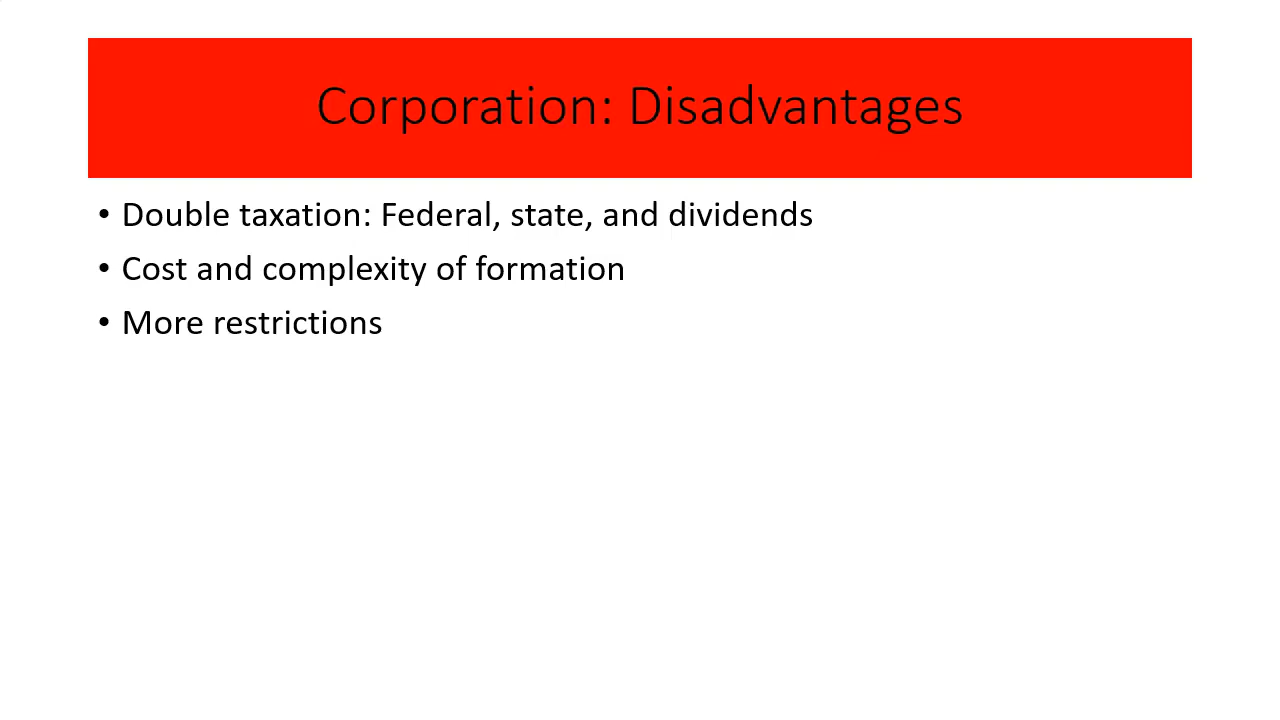 Corporation: Disadvantages
• Double taxation: Federal, state, and dividends
• Cost and complexity of formation
• More restrictions